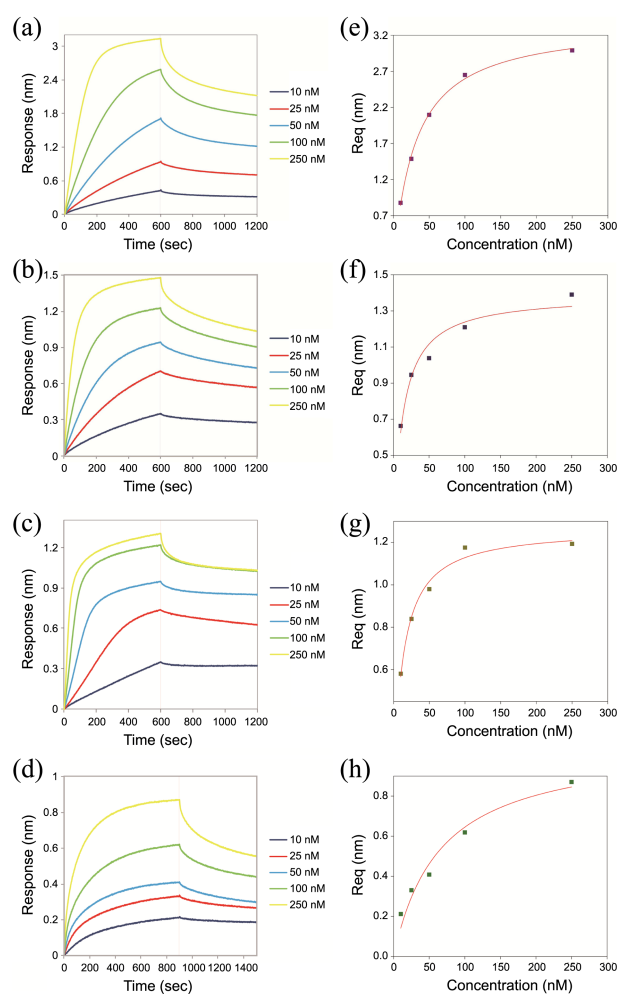 (a)
Response (nm)
3
2.4
1.8
1.2
0.6
0
0 200 400 600 800 1000 1200
Time (sec)
10 nM
25 nM
50 nM
100 nM
250 nM
(e)
Req (nm)
3.2
2.7
2.2
1.7
1.2
0.7
0 50 100 150 200 250 300
Concentration (nM)
(b)
Response (nm)
1.5
1.2
0.9
0.6
0.3
0
0 200 400 600 800 1000 1200
Time (sec)
10 nM
25 nM
50 nM
100 nM
250 nM
(f)
Req (nm)
1.5
1.3
1.1
0.9
0.7
0.5
0 50 100 150 200 250 300
Concentration (nM)
(c)
Response (nm)
1.2
0.9
0.6
0.3
0
0 200 400 600 800 1000 1200
Time (sec)
10 nM
25 nM
50 nM
100 nM
250 nM
(g)
Req (nm)
1.2
1.0
0.8
0.6
0 50 100 150 200 250 300
Concentration (nM)
(d)
Response (nm)
1
0.8
0.6
0.4
0.2
0
0 200 400 600 800 1000 1200 1400
Time (sec)
10 nM
25 nM
50 nM
100 nM
250 nM
(h)
Req (nm)
0.8
0.6
0.4
0.2
0.0
0 50 100 150 200 250 300
Concentration (nM)